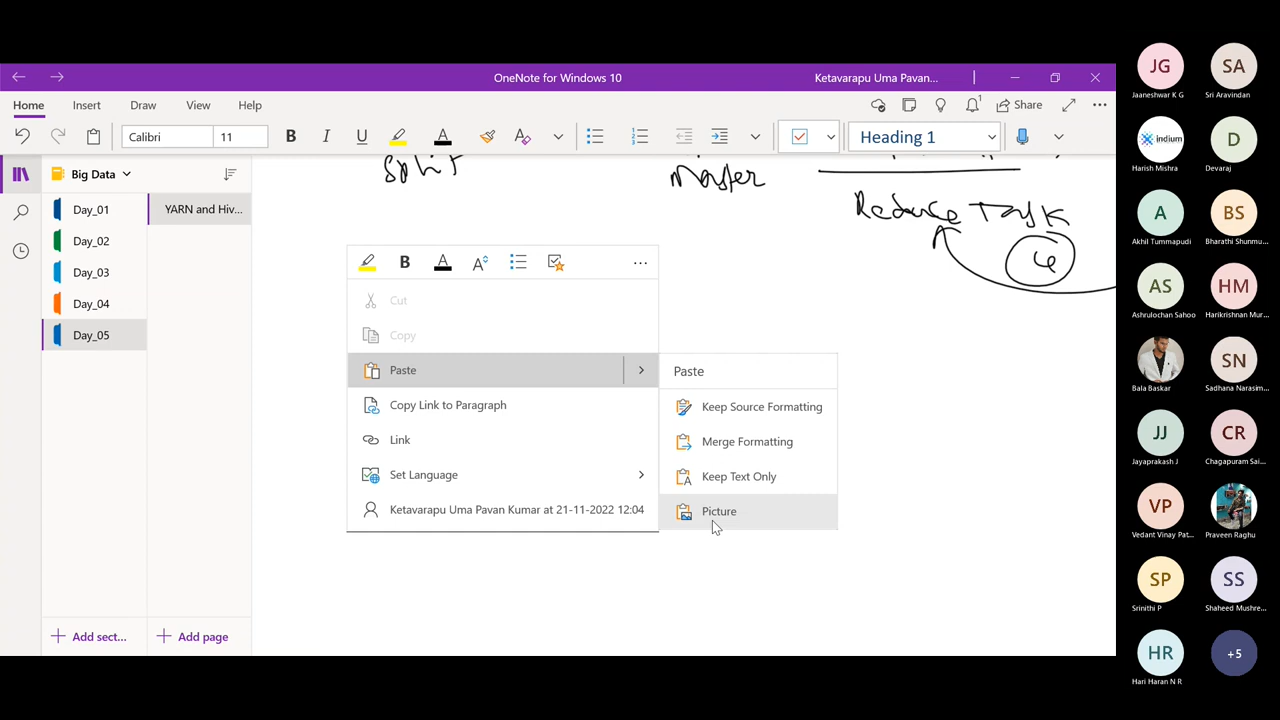 OneNote for Windows 10
Ketavarapu Uma Pavan...
Home
Insert
Draw
View
Help
1
Share
Calibri
11
B
I
U
A
Heading 1
Big Data
Day_01
Day_02
Day_03
Day_04
Day_05
YARN and Hiv...
Add sect...
Add page
Split
Master
Reduce Task
B
A
Cut
Copy
Paste
Copy Link to Paragraph
Link
Set Language
Ketavarapu Uma Pavan Kumar at 21-11-2022 12:04
Paste
Keep Source Formatting
Merge Formatting
Keep Text Only
Picture
JG
Jaaneshwar K G
SA
Sri Aravindan
indium
Harish Mishra
D
Devaraj
A
Akhil Tummapudi
BS
Bharathi Shunmu...
AS
Ashrulochan Sahoo
HM
Harikrishnan Mur...
Bala Baskar
SN
Sadhana Narasim...
JJ
Jayaprakash J
CR
Chagapuram Sai...
VP
Vedant Vinay Pat...
Praveen Raghu
SP
Srinithi P
SS
Shaheed Mushre...
HR
Hari Haran N R
+5